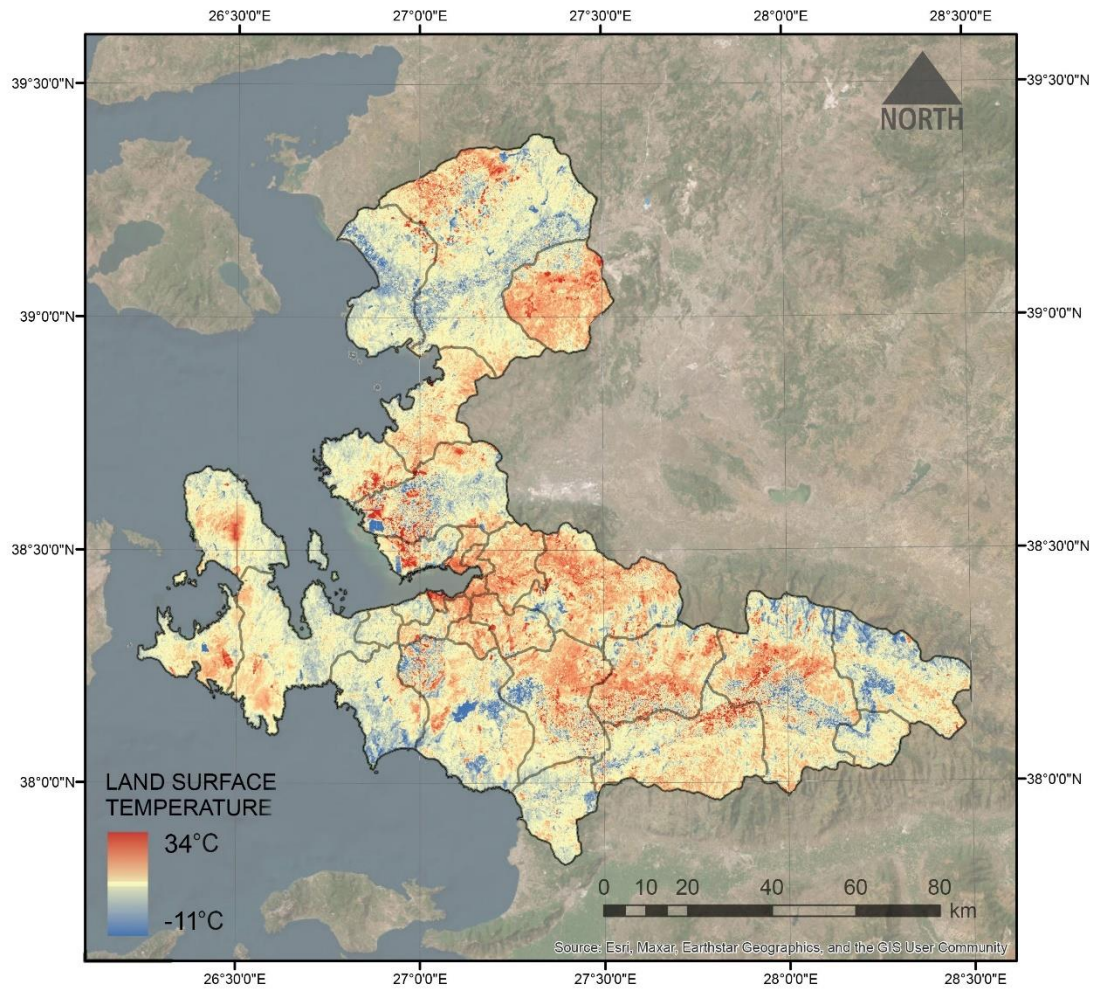 26°30'0"E 27°0'0"E 27°30'0"E 28°0'0"E 28°30'0"E
39°30'0"N 39°30'0"N
NORTH
39°0'0"N 39°0'0"N
38°30'0"N 38°30'0"N
38°0'0"N 38°0'0"N
LAND SURFACE
TEMPERATURE
34°C
-11°C
0 10 20 40 60 80
km
Source: Esri, Maxar, Earthstar Geographics, and the GIS User Community
26°30'0"E 27°0'0"E 27°30'0"E 28°0'0"E 28°30'0"E